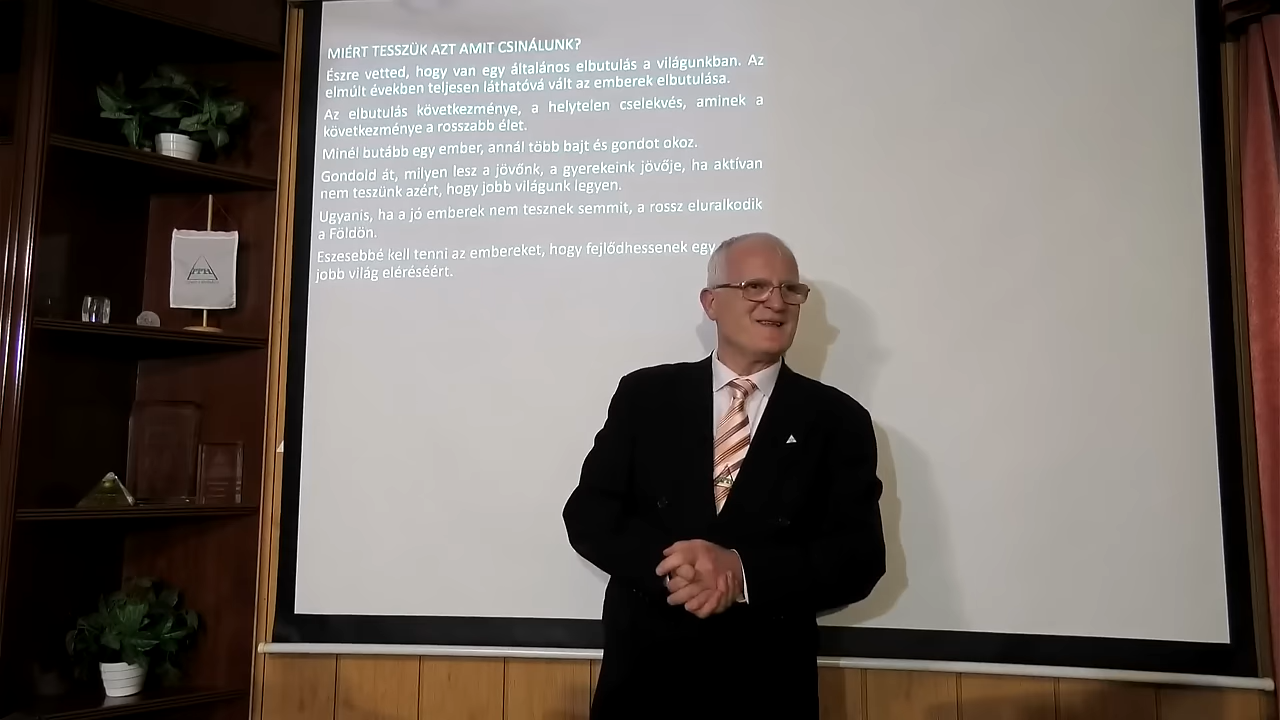 MIÉRT TESSZÜK AZT AMIT CSINÁLUNK?
Észre vetted, hogy van egy általános elbutulás a világunkban. Az
elmúlt években teljesen láthatóvá vált az emberek elbutulása.
Az elbutulás következménye, a helytelen cselekvés, aminek a
következménye a rosszabb élet.
Minél butább egy ember, annál több bajt és gondot okoz.
Gondold át, milyen lesz a jövőnk, a gyerekeink jövője, ha aktívan
nem teszünk azért, hogy jobb világunk legyen.
Ugyanis, ha a jó emberek nem tesznek semmit, a rossz eluralkodik
a Földön.
Eszesebbé kell tenni az embereket, hogy fejlődhessenek egy
jobb világ eléréséért.